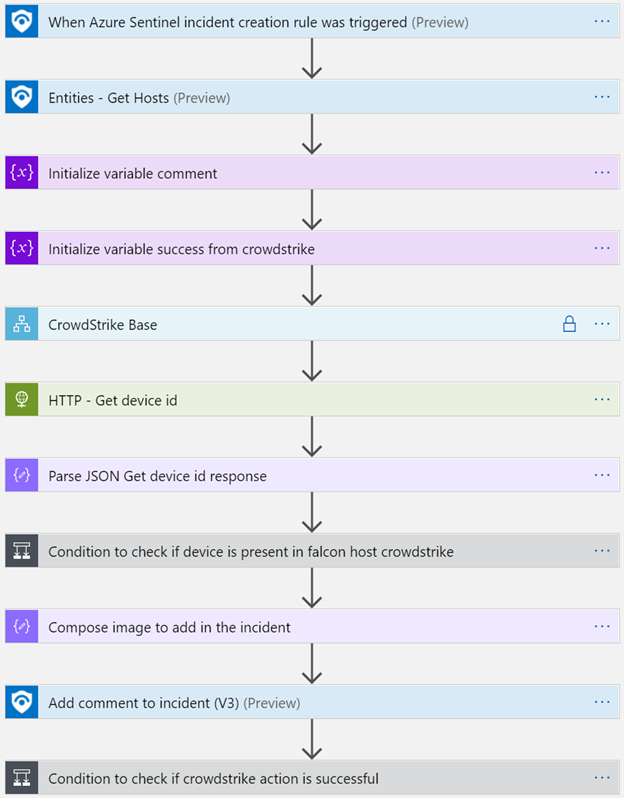 When Azure Sentinel incident creation rule was triggered (Preview) ...
Entities - Get Hosts (Preview) ...
{x} Initialize variable comment ...
{x} Initialize variable success from crowdstrike ...
CrowdStrike Base ...
HTTP - Get device id ...
Parse JSON Get device id response ...
Condition to check if device is present in falcon host crowdstrike ...
Compose image to add in the incident ...
Add comment to incident (V3) (Preview) ...
Condition to check if crowdstrike action is successful ...